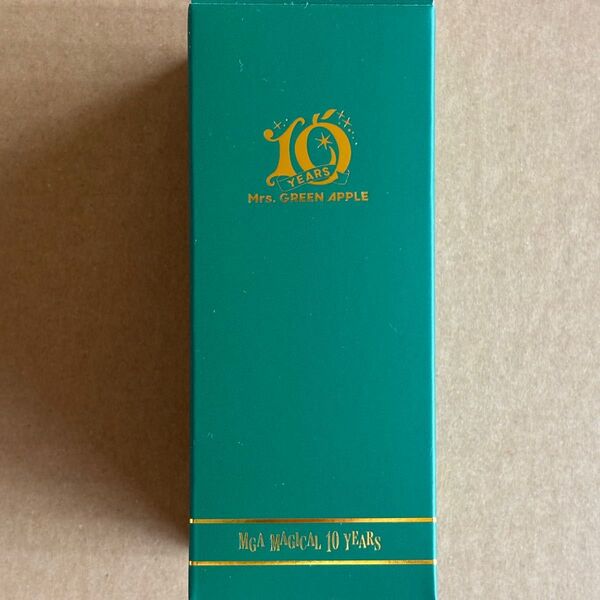 10
YEARS
Mrs. GREEN APPLE
MGA MAGICAL 10 YEARS